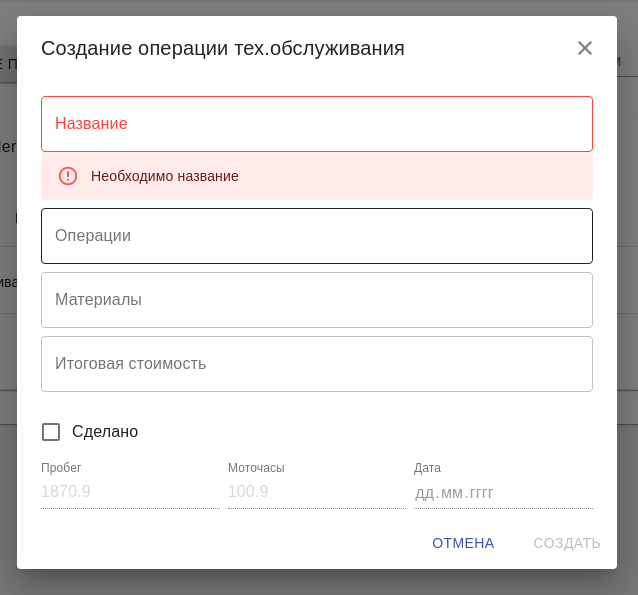 Создание операции тех.обслуживания
Название
Необходимо название
Операции
Материалы
Итоговая стоимость
Сделано
Пробег Моточасы Дата
1870.9 100.9 дд.мм.гггг
ОТМЕНА СОЗДАТЬ